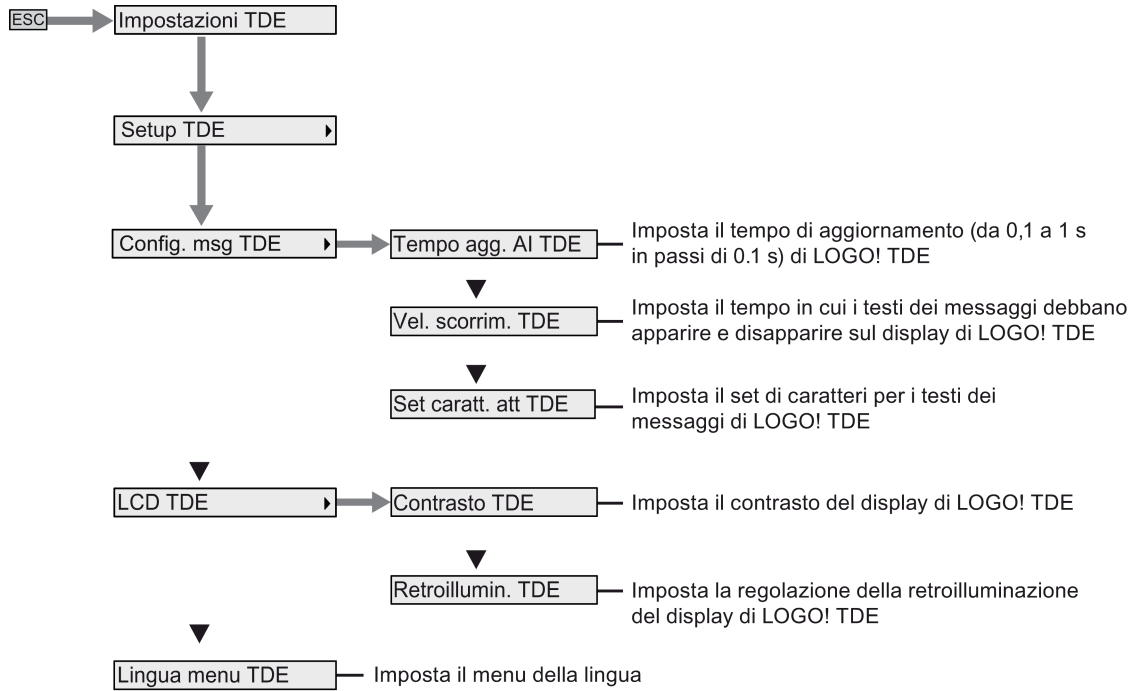 ESC
Impostazioni TDE
Setup TDE
Config. msg TDE
Tempo agg. AI TDE
Imposta il tempo di aggiornamento (da 0,1 a 1 s
in passi di 0.1 s) di LOGO! TDE
Vel. scorrim. TDE
Imposta il tempo in cui i testi dei messaggi debbano
apparire e disapparire sul display di LOGO! TDE
Set caratt. att TDE
Imposta il set di caratteri per i testi dei
messaggi di LOGO! TDE
LCD TDE
Contrasto TDE
Imposta il contrasto del display di LOGO! TDE
Retroillumin. TDE
Imposta la regolazione della retroilluminazione
del display di LOGO! TDE
Lingua menu TDE
Imposta il menu della lingua